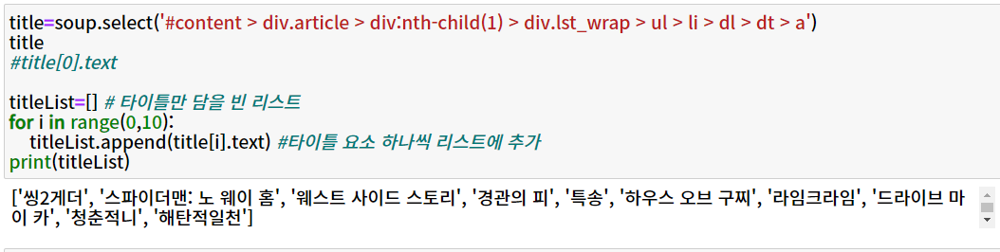 title=soup.select('#content > div.article > div:nth-child(1) > div.lst_wrap > ul > li > dl > dt > a')
title
#title[0].text
titleList=[] # 타이틀만 담을 빈 리스트
for i in range(0,10):
    titleList.append(title[i].text) #타이틀 요소 하나씩 리스트에 추가
print(titleList)
['씽2게더', '스파이더맨: 노 웨이 홈', '웨스트 사이드 스토리', '경관의 피', '특송', '하우스 오브 구찌', '라임크라임', '드라이브 마
이 카', '청춘적니', '해탄적일천']